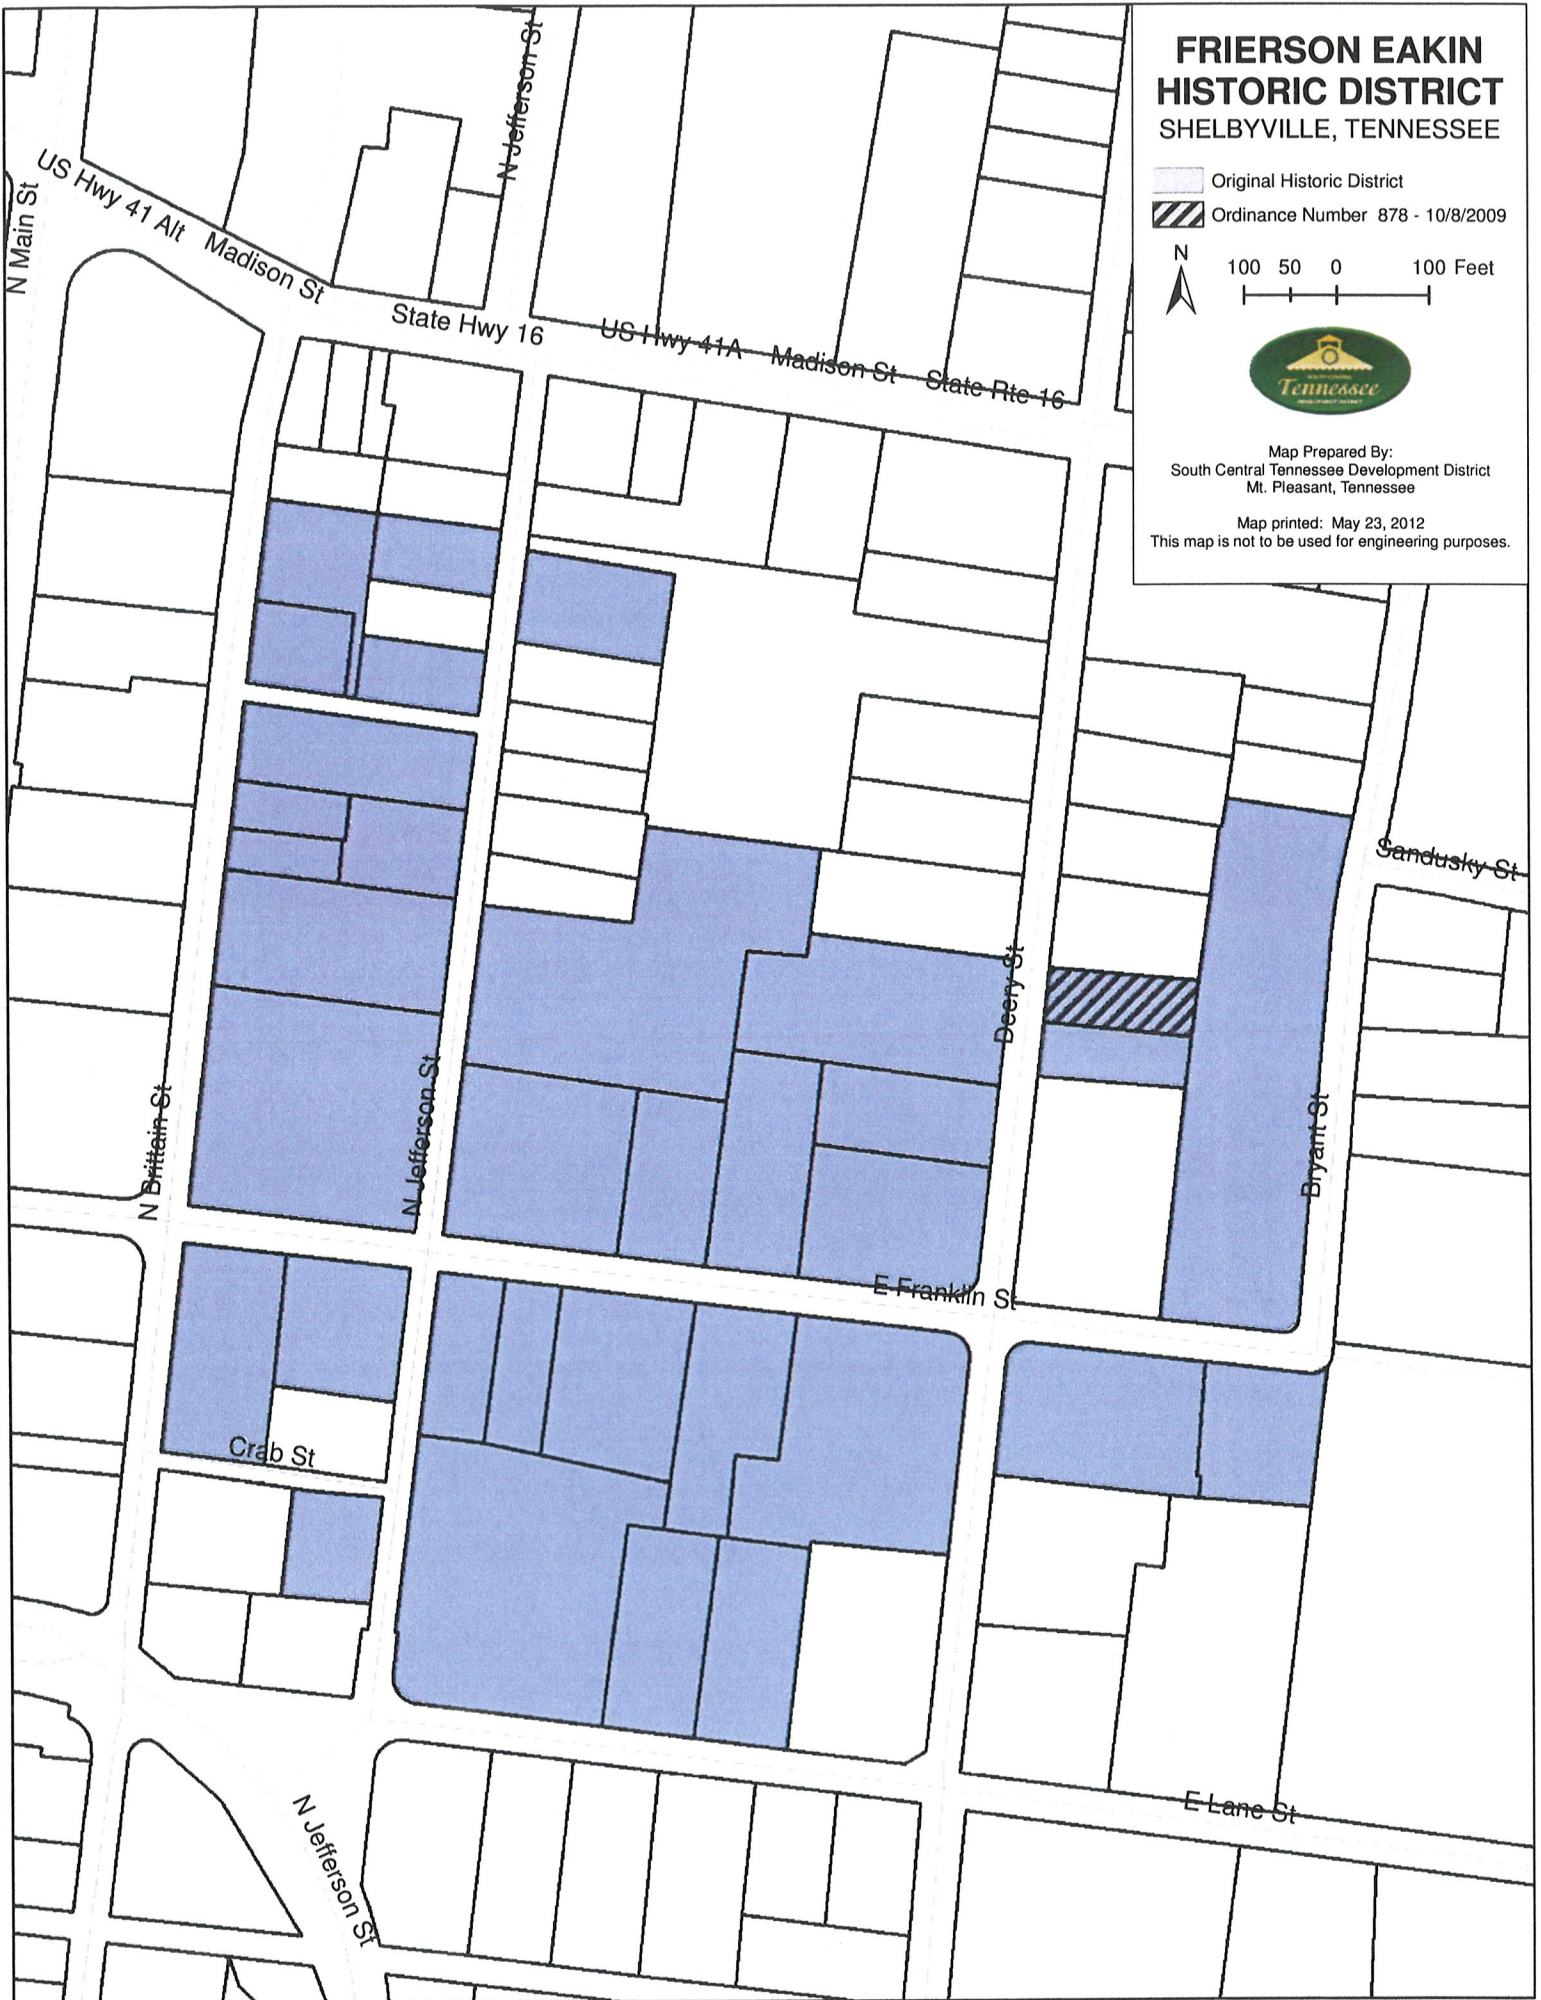 FRIERSON EAKIN
HISTORIC DISTRICT
SHELBYVILLE, TENNESSEE
Original Historic District
Ordinance Number 878 - 10/8/2009
N
100 50 0 100 Feet
Tennessee
Map Prepared By:
South Central Tennessee Development District
Mt. Pleasant, Tennessee
Map printed: May 23, 2012
This map is not to be used for engineering purposes.
N Jefferson St
US Hwy 41 Alt
Madison St
N Main St
State Hwy 16
US Hwy 41A
Madison St
State Rte 16
Sandusky St
Deery St
N Brittain St
N Jefferson St
Bryant St
E Franklin St
Crab St
E Lane St
N Jefferson St